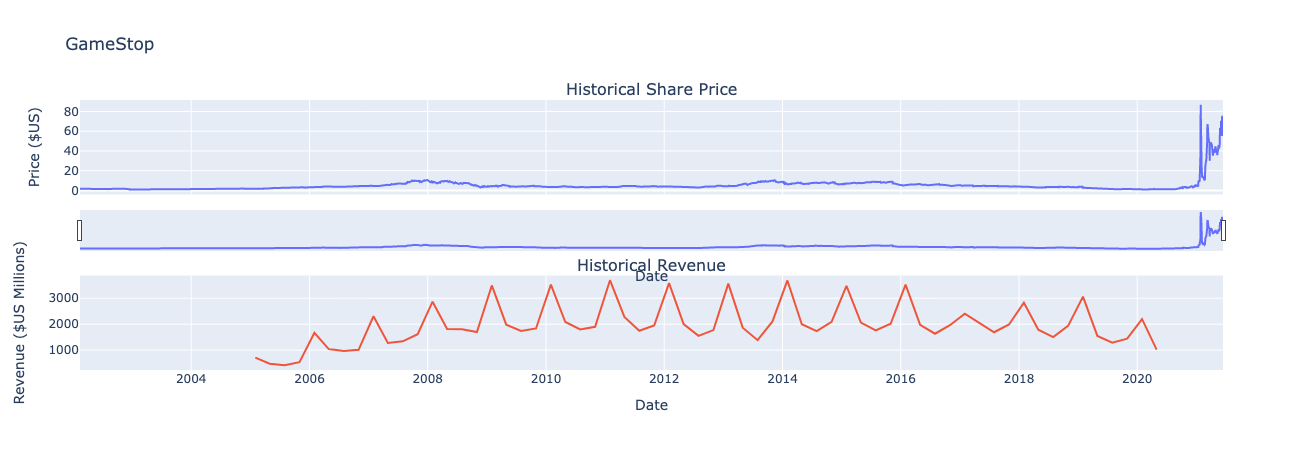 GameStop
Historical Share Price
Price ($US)
80
60
40
20
0
Historical Revenue
Date
Revenue ($US Millions)
3000
2000
1000
2004 2006 2008 2010 2012 2014 2016 2018 2020
Date